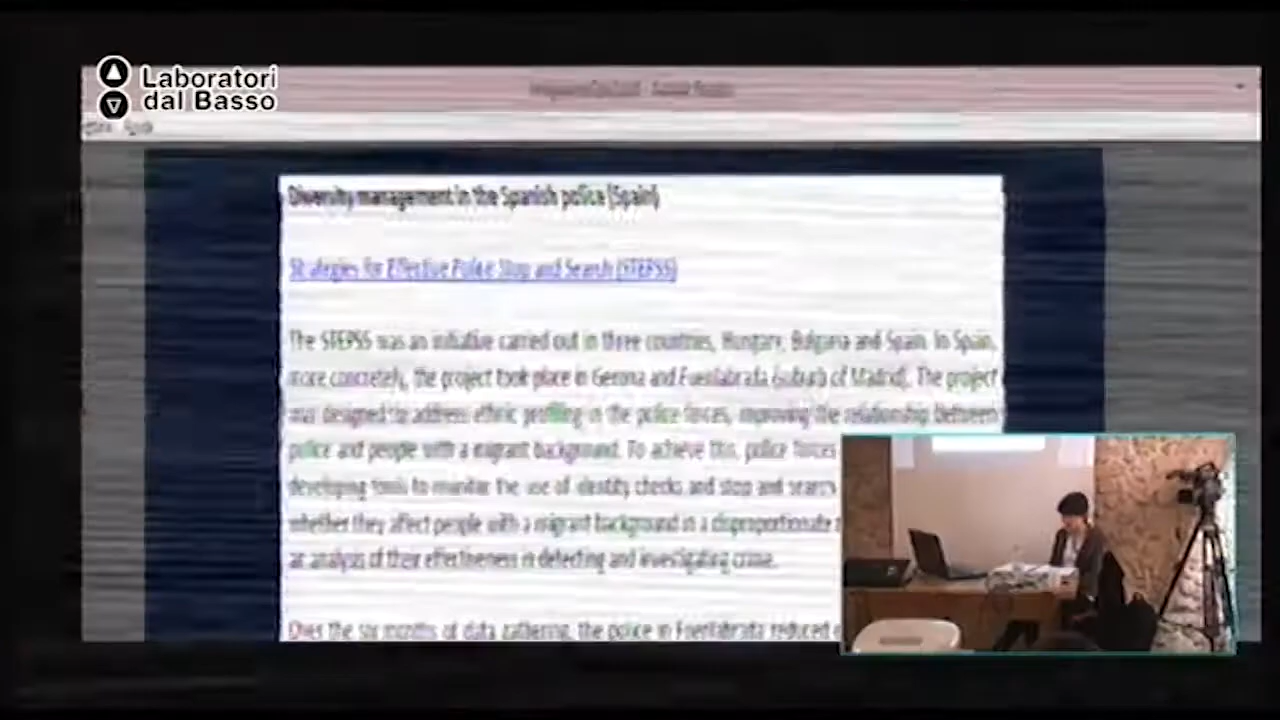 Laboratori
dal Basso
Diversity management in the Spanish police (Spain)
Strategies for Effective Police Stop and Search (STEPSS)
The STEPSS was an initiative carried out in three countries, Hungary, Bulgaria and Spain. In Spain,
more concretely, the project took place in Gerona and Fuenlabrada (suburb of Madrid). The project
was designed to address ethnic profiling in the police forces, improving the relationship between
police and people with a migrant background. To achieve this, police forces
developing tools to monitor the use of identity checks and stop and search
whether they affect people with a migrant background in a disproportionate
an analysis of their effectiveness in detecting and investigating crime.
Over the six months of data gathering, the police in Fuenlabrada reduced